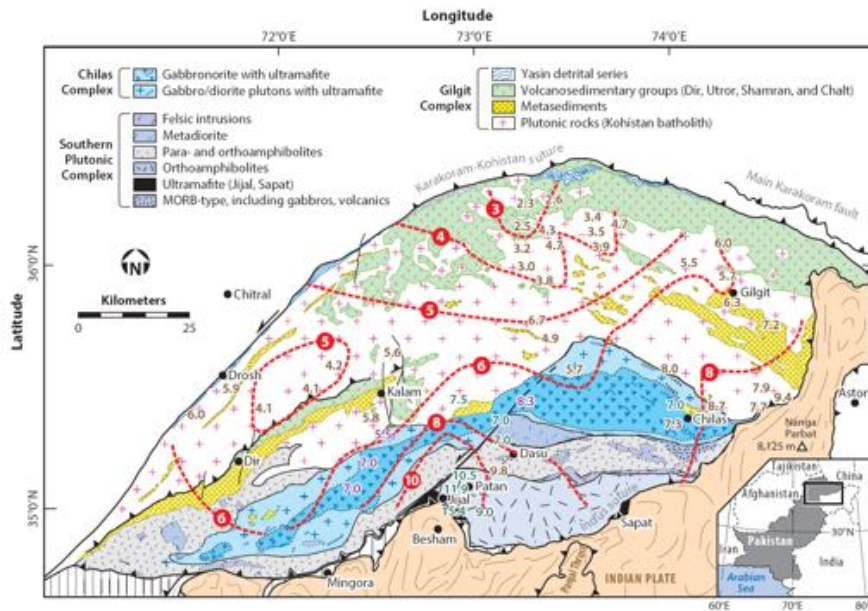 Longitude
72°0'E
73°0'E
74°0'E
Chilas Complex
Gabbronorite with ultramafite
Gabbro/diorite plutons with ultramafite
Southern Plutonic Complex
Felsic intrusions
Metadiorite
Para- and orthoamphibolites
Orthoamphibolites
Ultramafite (Jijal, Sapat)
MORB-type, including gabbros, volcanics
Gilgit Complex
Yasin detrital series
Volcanosedimentary groups (Dir, Utror, Shamran, and Chalt)
Metasediments
Plutonic rocks (Kohistan batholith)
Karakoram-Kohistan suture
Main Karakoram fault
Latitude
36°0'N
35°0'N
N
Kilometers
0 25
Chitral
Drosh
Dir
Kalam
Gilgit
Chilas
Dasu
Patan
Jijal
Besham
Mingora
Sapat
Astor
Nanga Parbat
8,125 m
Indus suture
INDIAN PLATE
3
4
5
5
6
6
8
8
10
2.3
2.6
2.5
4.3
3.2
4.7
3.4
3.5
3.9
4.7
3.0
3.8
6.0
5.5
5.7
6.3
7.2
6.7
4.9
5.7
8.0
7.9
9.4
7.7
8.7
7.0
7.3
5.6
4.2
4.1
4.1
5.9
6.0
5.8
7.5
8.3
7.0
7.0
7.0
7.0
9.8
10.5
11.9
9.0
Tajikistan
China
Afghanistan
Pakistan
Iran
India
Arabian Sea
30°N
60°E
70°E